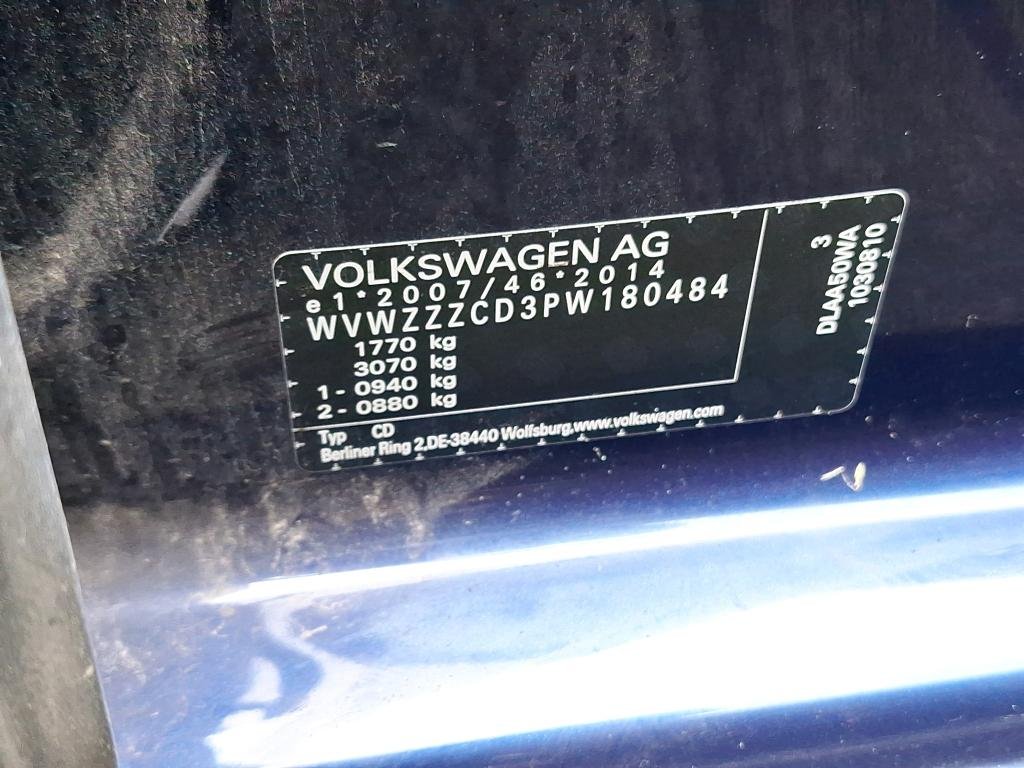 VOLKSWAGEN AG
e1*2007/46*2014
WVWZZZCD3PW180484
1770 kg
3070 kg
1- 0940 kg
2- 0880 kg
Typ CD
Berliner Ring 2,DE-38440 Wolfsburg,www.volkswagen.com
3
DLAA50WA
1030810